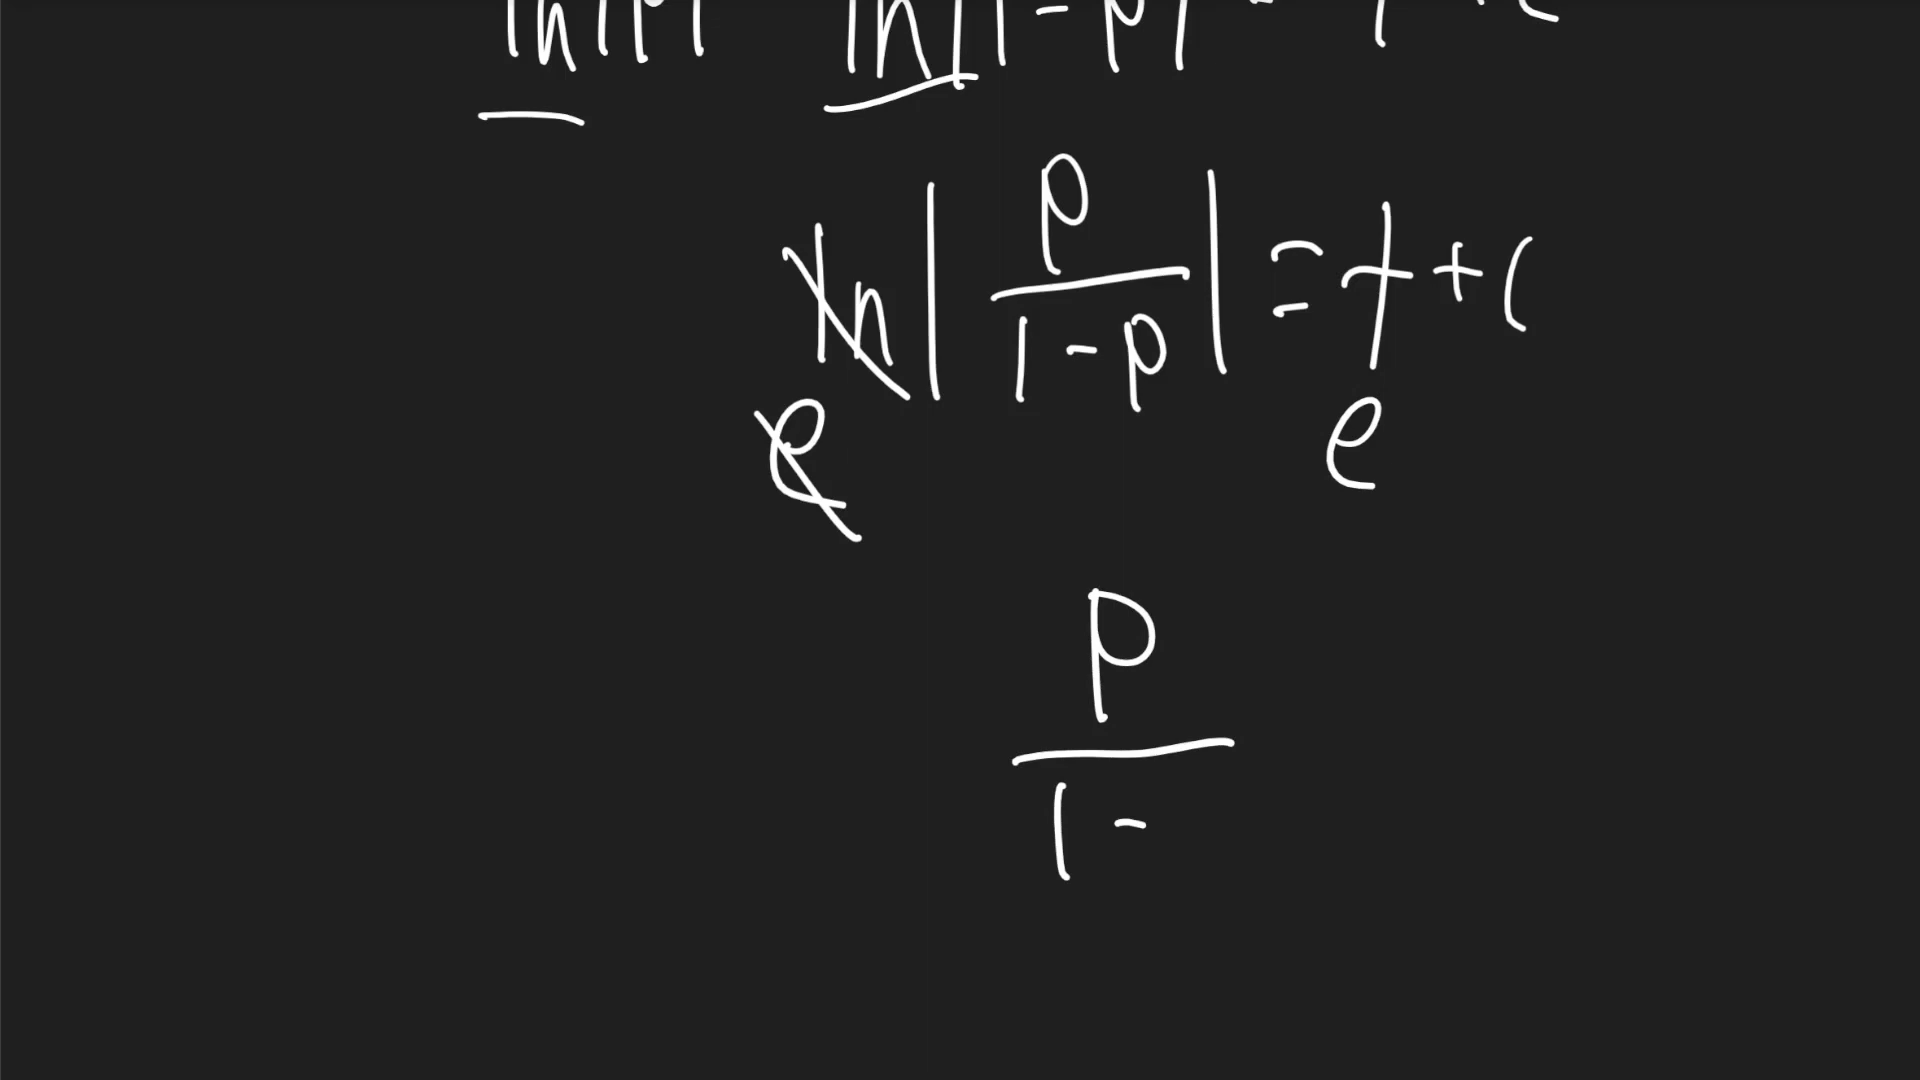 ln|P| - ln|1-P| = t + C
ln|P/(1-P)| = t + C
e e
P/(1-